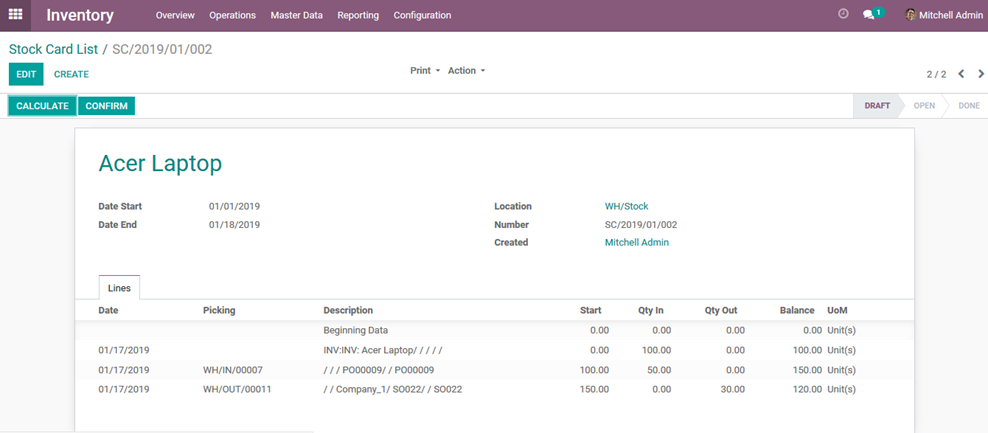 Inventory Overview Operations Master Data Reporting Configuration 1 Mitchell Admin
Stock Card List / SC/2019/01/002
EDIT CREATE Print Action 2 / 2
CALCULATE CONFIRM DRAFT OPEN DONE
Acer Laptop
Date Start 01/01/2019 Location WH/Stock
Date End 01/18/2019 Number SC/2019/01/002
Created Mitchell Admin
Lines
Date Picking Description Start Qty In Qty Out Balance UoM
Beginning Data 0.00 0.00 0.00 0.00 Unit(s)
01/17/2019 INV:INV: Acer Laptop/ / / / / 0.00 100.00 0.00 100.00 Unit(s)
01/17/2019 WH/IN/00007 / / / PO00009/ / PO00009 100.00 50.00 0.00 150.00 Unit(s)
01/17/2019 WH/OUT/00011 / / Company_1/ SO022/ / SO022 150.00 0.00 30.00 120.00 Unit(s)